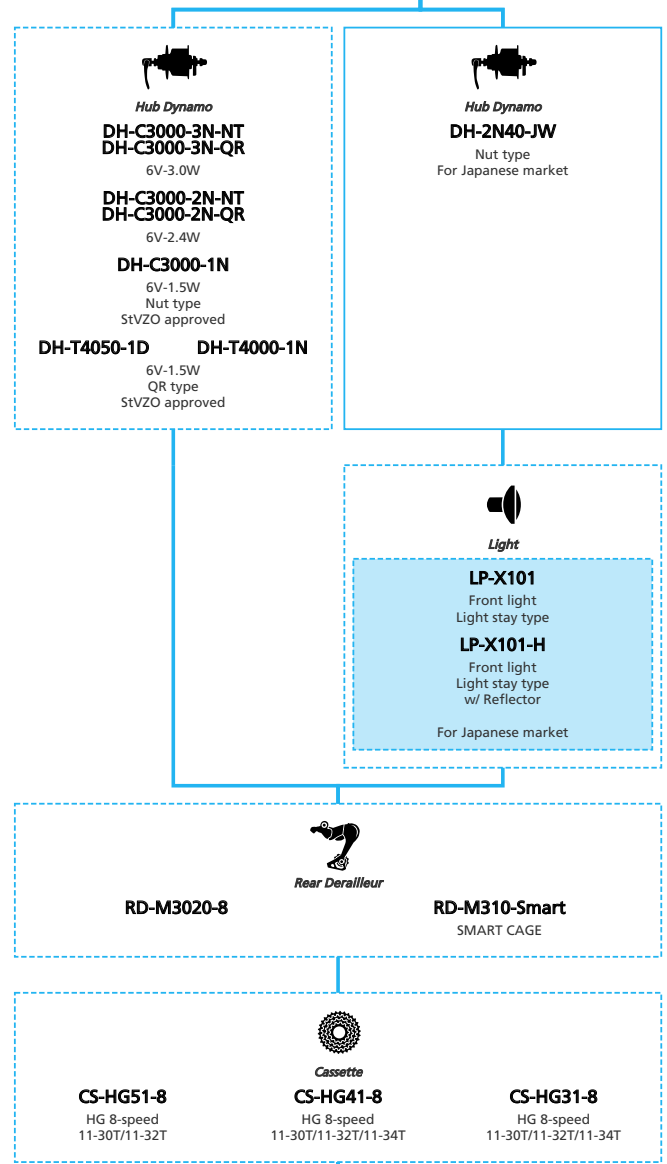 Hub Dynamo
DH-C3000-3N-NT
DH-C3000-3N-QR
6V-3.0W
DH-C3000-2N-NT
DH-C3000-2N-QR
6V-2.4W
DH-C3000-1N
6V-1.5W
Nut type
StVZO approved
DH-T4050-1D DH-T4000-1N
6V-1.5W
QR type
StVZO approved
Hub Dynamo
DH-2N40-JW
Nut type
For Japanese market
Light
LP-X101
Front light
Light stay type
LP-X101-H
Front light
Light stay type
w/ Reflector
For Japanese market
Rear Derailleur
RD-M3020-8
RD-M310-Smart
SMART CAGE
Cassette
CS-HG51-8
HG 8-speed
11-30T/11-32T
CS-HG41-8
HG 8-speed
11-30T/11-32T/11-34T
CS-HG31-8
HG 8-speed
11-30T/11-32T/11-34T